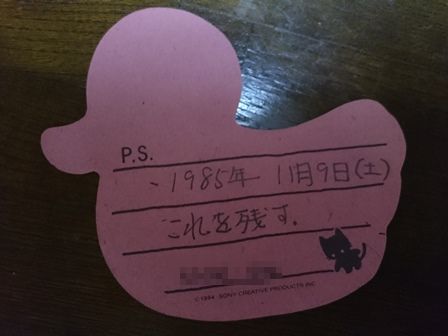 P.S.
、1985年 11月9日(土)
これを残す.
©1984 SONY CREATIVE PRODUCTS INC.